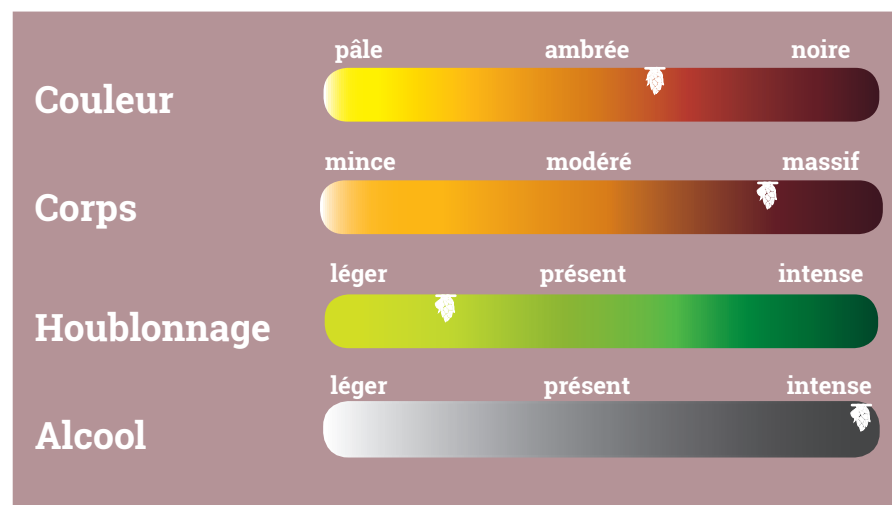 pâle ambrée noire
Couleur
mince modéré massif
Corps
léger présent intense
Houblonnage
léger présent intense
Alcool